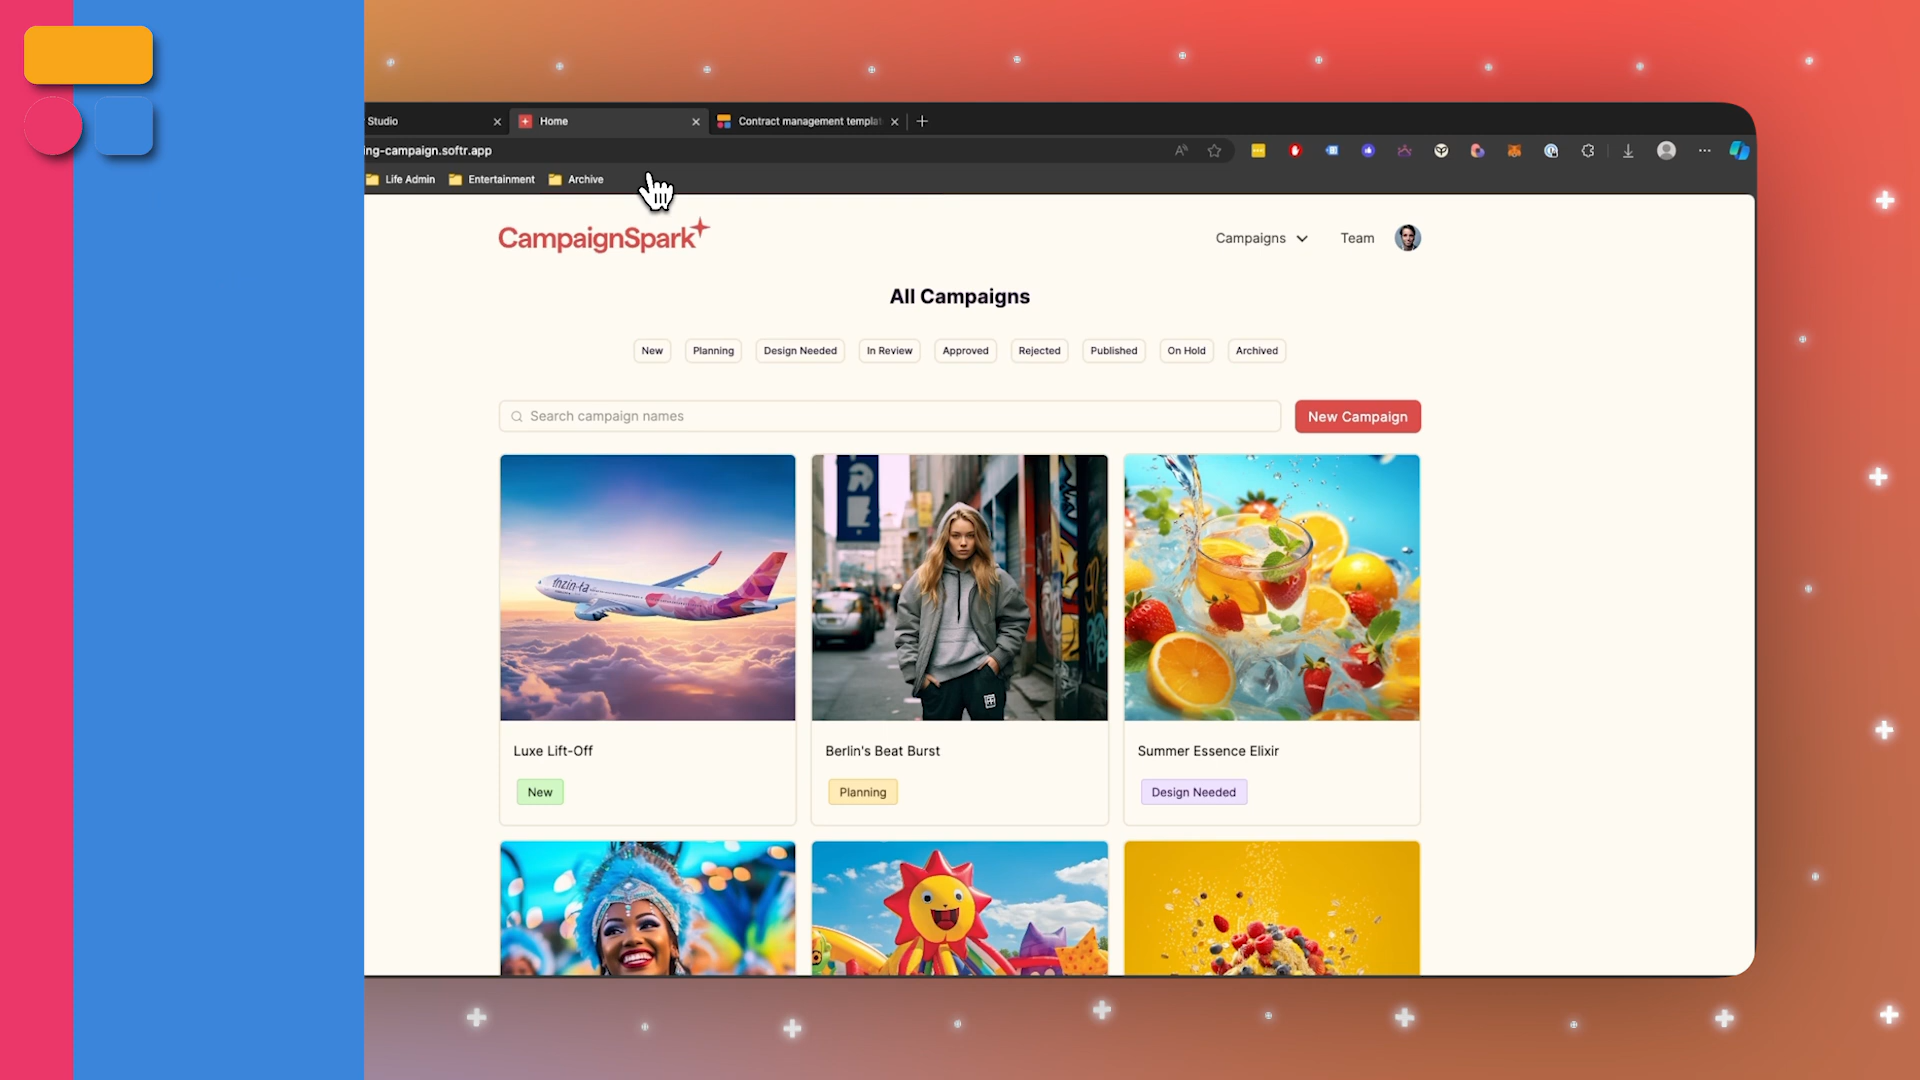 Studio
Home
Contract management templat
ing-campaign.softr.app
Life Admin
Entertainment
Archive
CampaignSpark
Campaigns
Team
All Campaigns
New
Planning
Design Needed
In Review
Approved
Rejected
Published
On Hold
Archived
Search campaign names
New Campaign
Luxe Lift-Off
Berlin's Beat Burst
Summer Essence Elixir
New
Planning
Design Needed